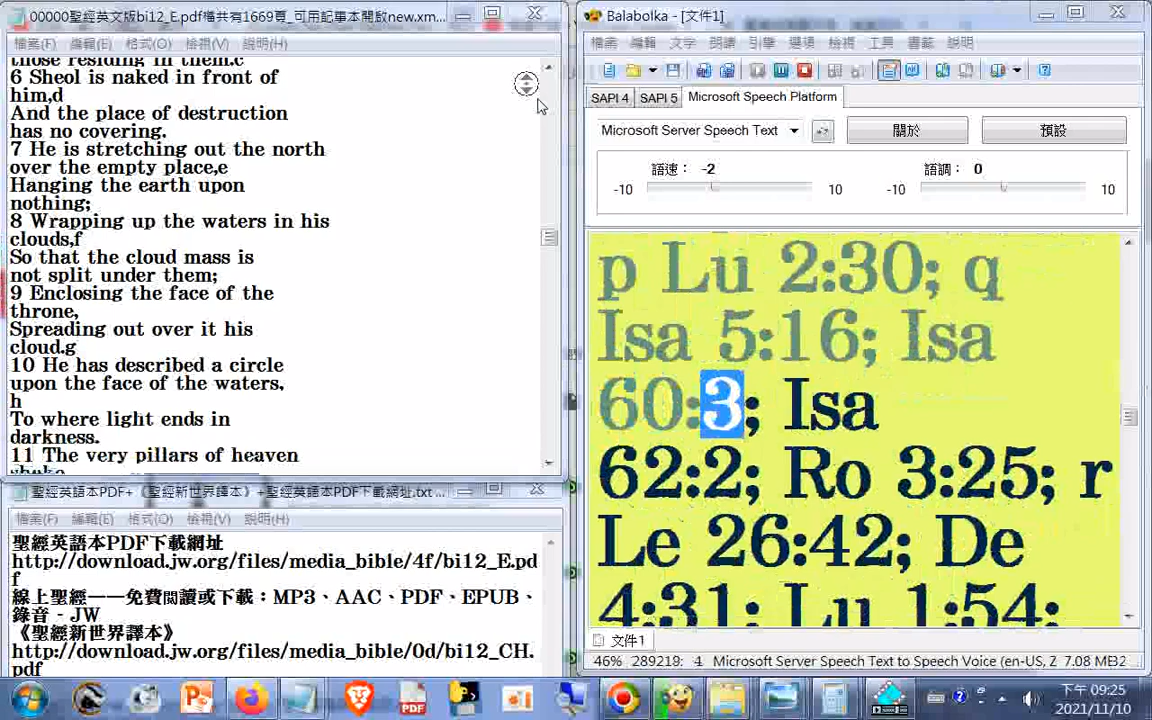 00000聖經英文版bi12_E.pdf檔共有1669頁_可用記事本開啟new.xm...
檔案(F) 編輯(E) 格式(O) 檢視(V) 說明(H)
those residing in them.c
6 Sheol is naked in front of
him,d
And the place of destruction
has no covering.
7 He is stretching out the north
over the empty place,e
Hanging the earth upon
nothing;
8 Wrapping up the waters in his
clouds,f
So that the cloud mass is
not split under them;
9 Enclosing the face of the
throne,
Spreading out over it his
cloud.g
10 He has described a circle
upon the face of the waters,
h
To where light ends in
darkness.
11 The very pillars of heaven
shake
聖經英語本PDF+《聖經新世界譯本》+聖經英語本PDF下載網址.txt ...
檔案(F) 編輯(E) 格式(O) 檢視(V) 說明(H)
聖經英語本PDF下載網址
http://download.jw.org/files/media_bible/4f/bi12_E.pd
f
線上聖經——免費閱讀或下載：MP3、AAC、PDF、EPUB、
錄音 - JW
《聖經新世界譯本》
http://download.jw.org/files/media_bible/0d/bi12_CH.
pdf
Balabolka - [文件1]
檔案 編輯 文字 朗讀 引擎 選項 檢視 工具 書籤 說明
SAPI 4 SAPI 5 Microsoft Speech Platform
Microsoft Server Speech Text 關於 預設
語速： -2 語調： 0
-10 10 -10 10
p Lu 2:30; q
Isa 5:16; Isa
60:3; Isa
62:2; Ro 3:25; r
Le 26:42; De
4:31; Lu 1:54;
文件1
46% 289219: 4 Microsoft Server Speech Text to Speech Voice (en-US, Z 7.08 MB2
下午 09:25
2021/11/10